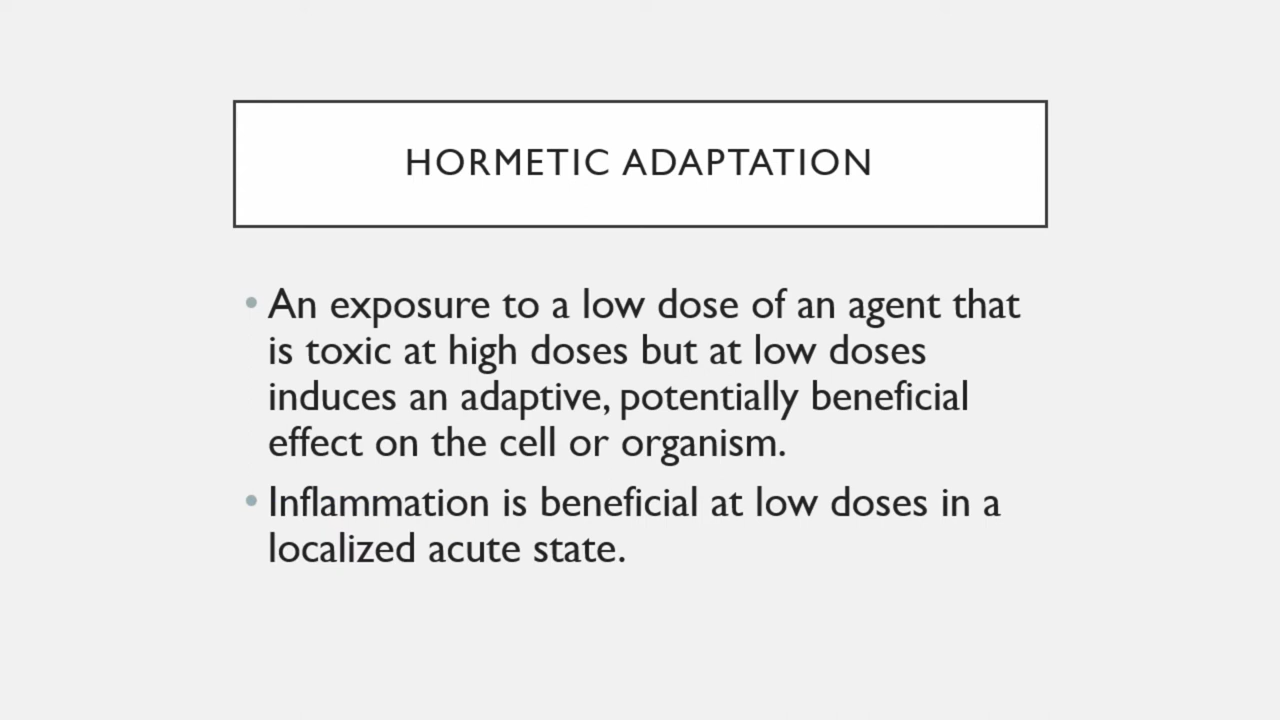 HORMETIC ADAPTATION
• An exposure to a low dose of an agent that
is toxic at high doses but at low doses
induces an adaptive, potentially beneficial
effect on the cell or organism.
• Inflammation is beneficial at low doses in a
localized acute state.